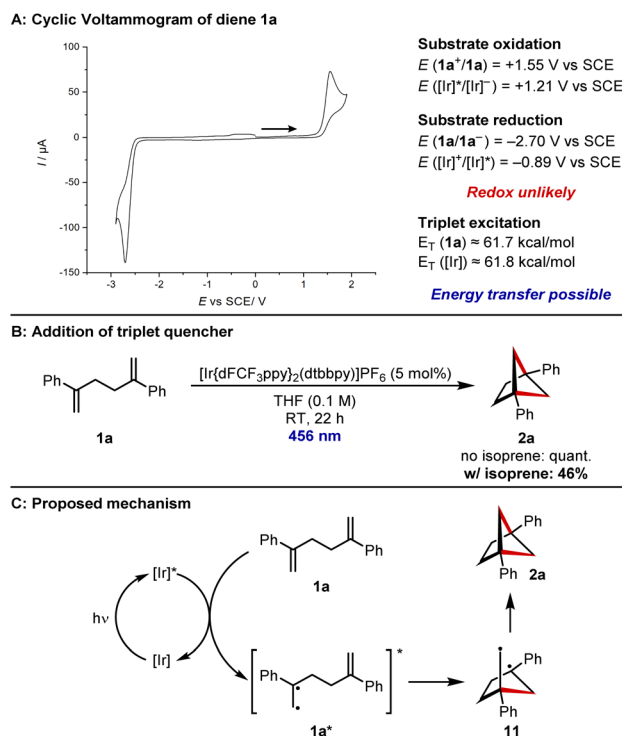 A: Cyclic Voltammogram of diene 1a
100
50
0
-50
-100
-150
I / μA
-3
-2
-1
0
1
2
E vs SCE/ V
Substrate oxidation
E (1a⁺/1a) = +1.55 V vs SCE
E ([Ir]*/[Ir]⁻) = +1.21 V vs SCE
Substrate reduction
E (1a/1a⁻) = –2.70 V vs SCE
E ([Ir]⁺/[Ir]*) = –0.89 V vs SCE
Redox unlikely
Triplet excitation
E_T (1a) ≈ 61.7 kcal/mol
E_T ([Ir]) ≈ 61.8 kcal/mol
Energy transfer possible
B: Addition of triplet quencher
Ph
Ph
1a
[Ir{dFCF₃ppy}₂(dtbbpy)]PF₆ (5 mol%)
THF (0.1 M)
RT, 22 h
456 nm
Ph
Ph
2a
no isoprene: quant.
w/ isoprene: 46%
C: Proposed mechanism
hν
[Ir]*
[Ir]
Ph
Ph
1a
Ph
Ph
*
1a*
Ph
Ph
2a
Ph
Ph
11